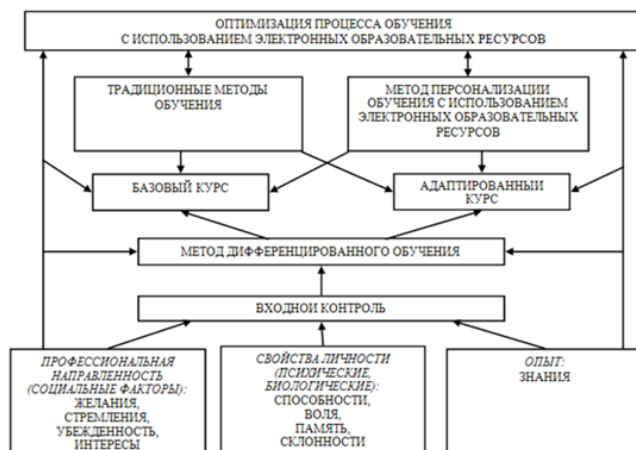 ОПТИМИЗАЦИЯ ПРОЦЕССА ОБУЧЕНИЯ
С ИСПОЛЬЗОВАНИЕМ ЭЛЕКТРОННЫХ ОБРАЗОВАТЕЛЬНЫХ РЕСУРСОВ
ТРАДИЦИОННЫЕ МЕТОДЫ
ОБУЧЕНИЯ
МЕТОД ПЕРСОНАЛИЗАЦИИ
ОБУЧЕНИЯ С ИСПОЛЬЗОВАНИЕМ
ЭЛЕКТРОННЫХ ОБРАЗОВАТЕЛЬНЫХ
РЕСУРСОВ
БАЗОВЫЙ КУРС
АДАПТИРОВАННЫЙ
КУРС
МЕТОД ДИФФЕРЕНЦИРОВАННОГО ОБУЧЕНИЯ
ВХОДНОЙ КОНТРОЛЬ
ПРОФЕССИОНАЛЬНАЯ
НАПРАВЛЕННОСТЬ
(СОЦИАЛЬНЫЕ ФАКТОРЫ):
ЖЕЛАНИЯ,
СТРЕМЛЕНИЯ,
УБЕЖДЕННОСТЬ,
ИНТЕРЕСЫ
СВОЙСТВА ЛИЧНОСТИ
(ПСИХИЧЕСКИЕ,
БИОЛОГИЧЕСКИЕ):
СПОСОБНОСТИ,
ВОЛЯ,
ПАМЯТЬ,
СКЛОННОСТИ
ОПЫТ:
ЗНАНИЯ